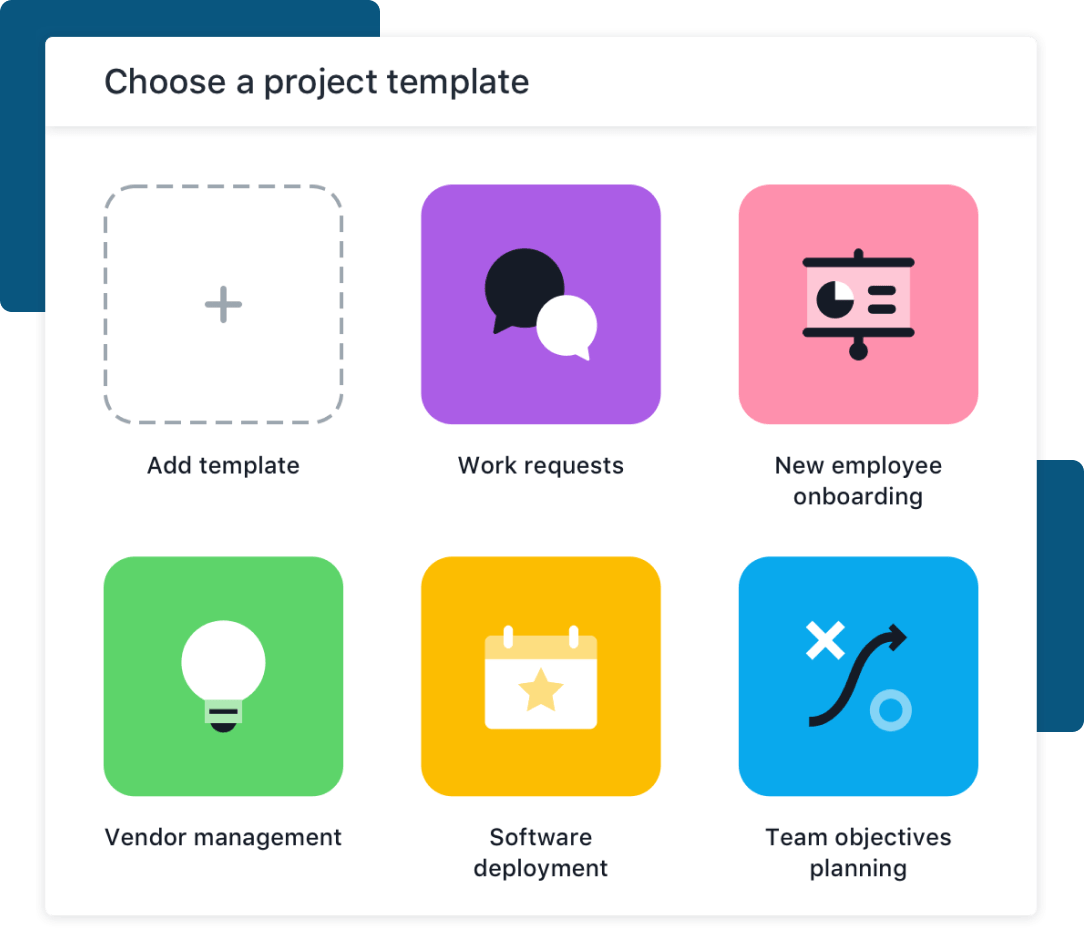 Choose a project template
Add template
Work requests
New employee
onboarding
Vendor management
Software
deployment
Team objectives
planning